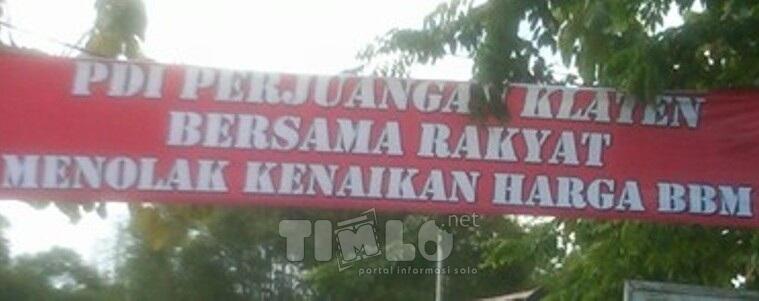 PDI PERJUANGAN KLATEN
BERSAMA RAKYAT
MENOLAK KENAIKAN HARGA BBM
TIMLO.net
portal informasi solo